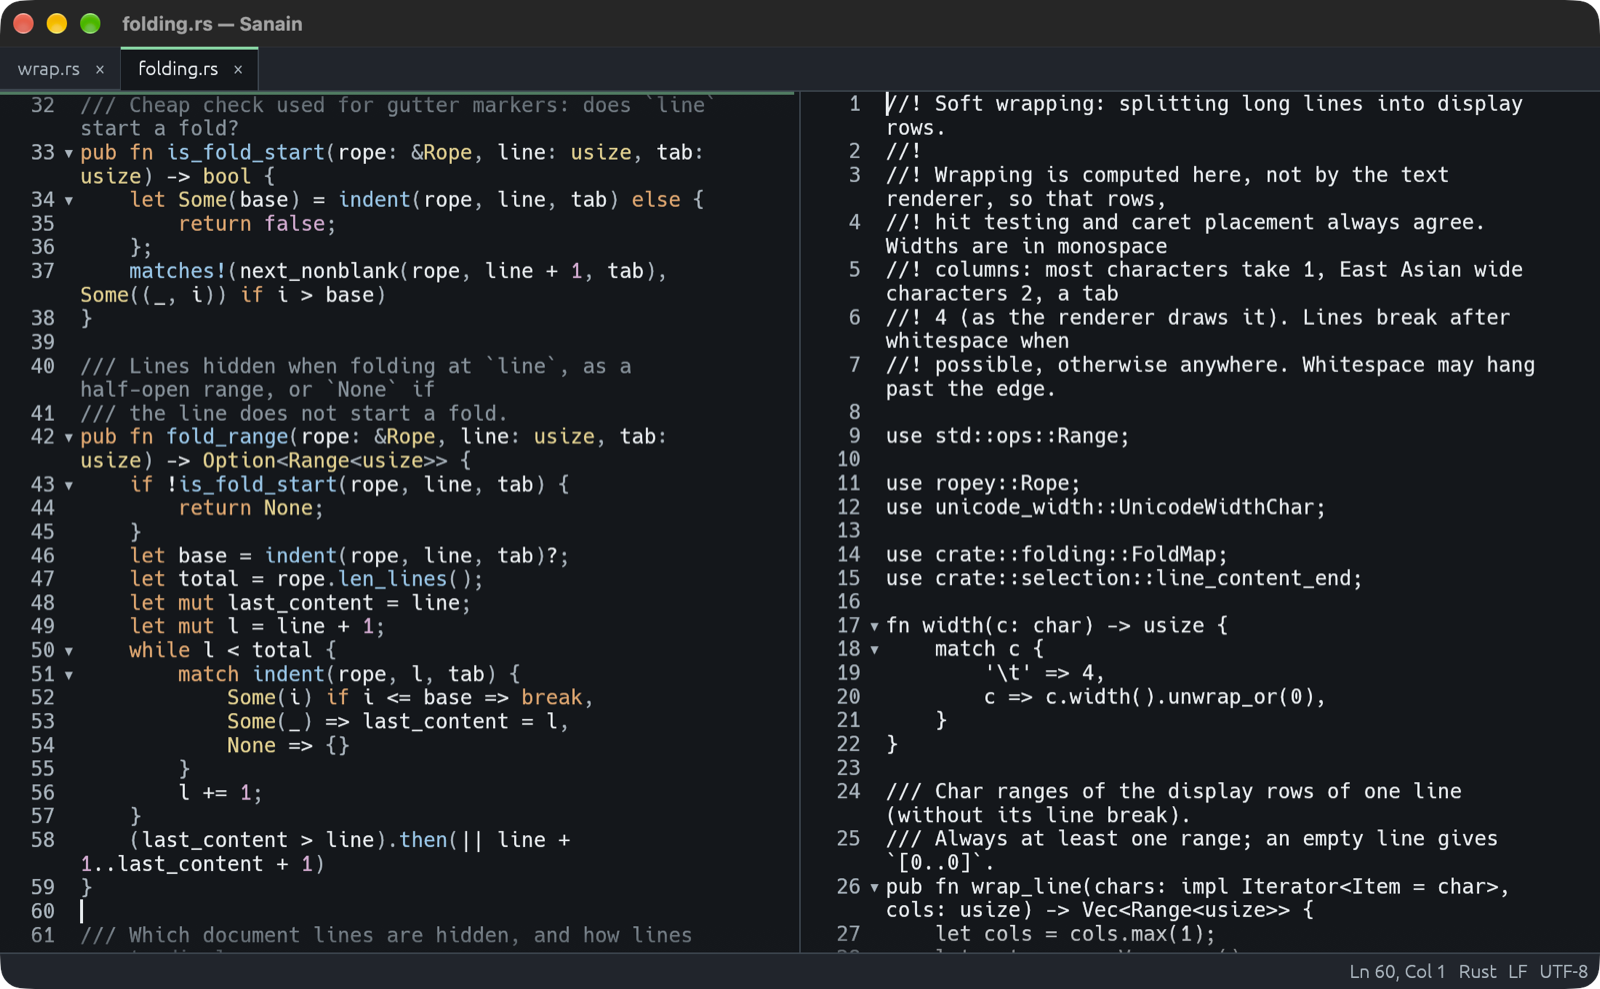 folding.rs — Sanain
wrap.rs ×
folding.rs ×
32 /// Cheap check used for gutter markers: does `line`
start a fold?
33 ▾ pub fn is_fold_start(rope: &Rope, line: usize, tab:
usize) -> bool {
34 ▾     let Some(base) = indent(rope, line, tab) else {
35         return false;
36     };
37     matches!(next_nonblank(rope, line + 1, tab),
Some((_, i)) if i > base)
38 }
39
40 /// Lines hidden when folding at `line`, as a
half-open range, or `None` if
41 /// the line does not start a fold.
42 ▾ pub fn fold_range(rope: &Rope, line: usize, tab:
usize) -> Option<Range<usize>> {
43 ▾     if !is_fold_start(rope, line, tab) {
44         return None;
45     }
46     let base = indent(rope, line, tab)?;
47     let total = rope.len_lines();
48     let mut last_content = line;
49     let mut l = line + 1;
50 ▾     while l < total {
51 ▾         match indent(rope, l, tab) {
52             Some(i) if i <= base => break,
53             Some(_) => last_content = l,
54             None => {}
55         }
56         l += 1;
57     }
58     (last_content > line).then(|| line +
1..last_content + 1)
59 }
60
61 /// Which document lines are hidden, and how lines
1 //! Soft wrapping: splitting long lines into display
rows.
2 //!
3 //! Wrapping is computed here, not by the text
renderer, so that rows,
4 //! hit testing and caret placement always agree.
Widths are in monospace
5 //! columns: most characters take 1, East Asian wide
characters 2, a tab
6 //! 4 (as the renderer draws it). Lines break after
whitespace when
7 //! possible, otherwise anywhere. Whitespace may hang
past the edge.
8
9 use std::ops::Range;
10
11 use ropey::Rope;
12 use unicode_width::UnicodeWidthChar;
13
14 use crate::folding::FoldMap;
15 use crate::selection::line_content_end;
16
17 ▾ fn width(c: char) -> usize {
18 ▾     match c {
19         '\t' => 4,
20         c => c.width().unwrap_or(0),
21     }
22 }
23
24 /// Char ranges of the display rows of one line
(without its line break).
25 /// Always at least one range; an empty line gives
`[0..0]`.
26 ▾ pub fn wrap_line(chars: impl Iterator<Item = char>,
cols: usize) -> Vec<Range<usize>> {
27     let cols = cols.max(1);
Ln 60, Col 1 Rust LF UTF-8